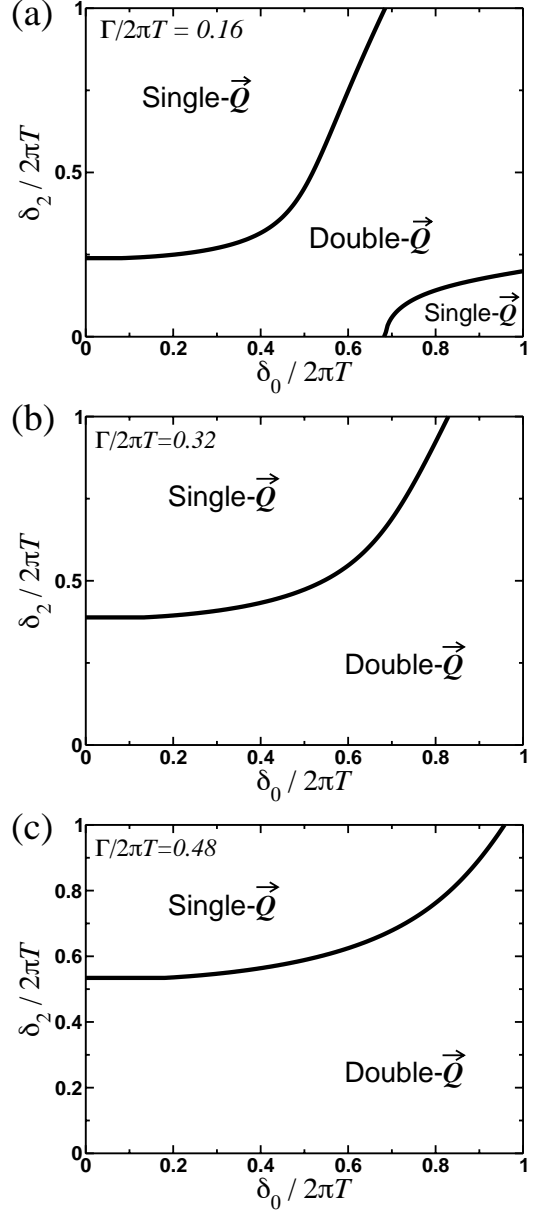 (a)
Γ/2πT = 0.16
1
Single-Q⃗
0.5
δ₂ / 2πT
Double-Q⃗
Single-Q⃗
0
0 0.2 0.4 0.6 0.8 1
δ₀ / 2πT
(b)
Γ/2πT=0.32
1
Single-Q⃗
0.5
δ₂ / 2πT
Double-Q⃗
0
0 0.2 0.4 0.6 0.8 1
δ₀ / 2πT
(c)
Γ/2πT=0.48
1
0.8
Single-Q⃗
0.6
δ₂ / 2πT
0.4
Double-Q⃗
0.2
0
0 0.2 0.4 0.6 0.8 1
δ₀ / 2πT